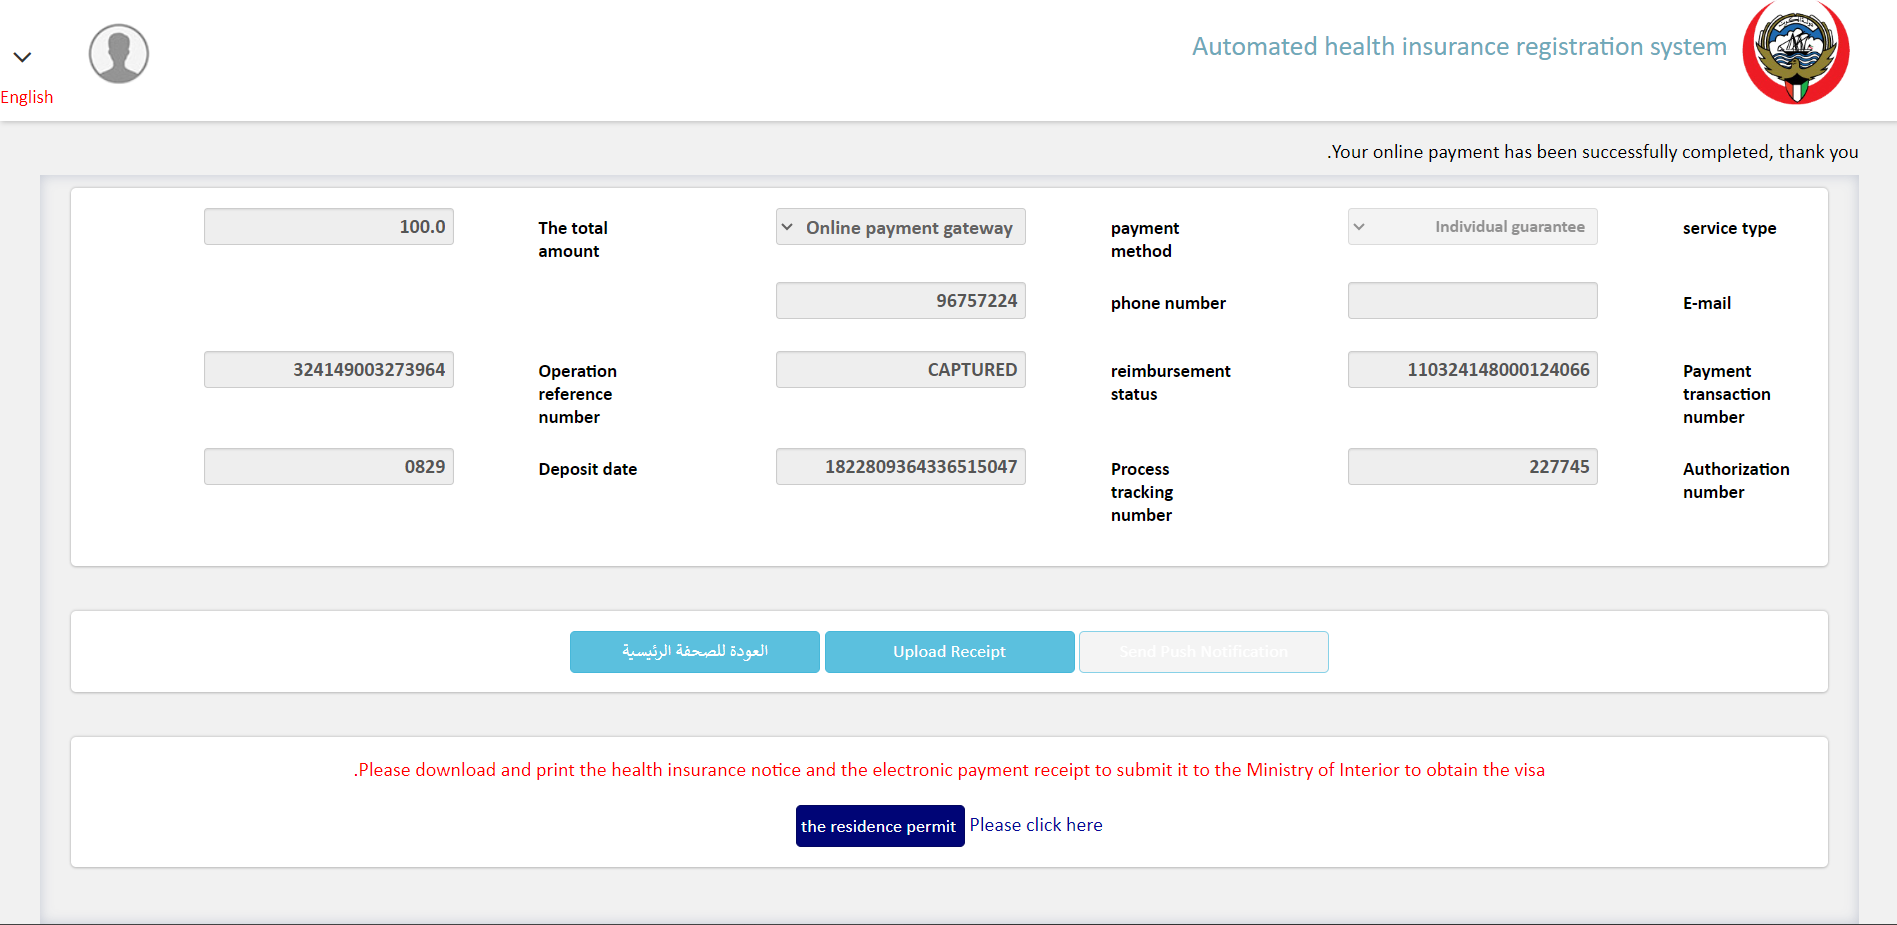 Automated health insurance registration system
English
.Your online payment has been successfully completed, thank you
service type
Individual guarantee
payment
method
Online payment gateway
The total
amount
100.0
E-mail
phone number
96757224
Payment
transaction
number
110324148000124066
reimbursement
status
CAPTURED
Operation
reference
number
324149003273964
Authorization
number
227745
Process
tracking
number
1822809364336515047
Deposit date
0829
العودة للصحفة الرئيسية
Upload Receipt
Send Push Notification
.Please download and print the health insurance notice and the electronic payment receipt to submit it to the Ministry of Interior to obtain the visa
the residence permit Please click here